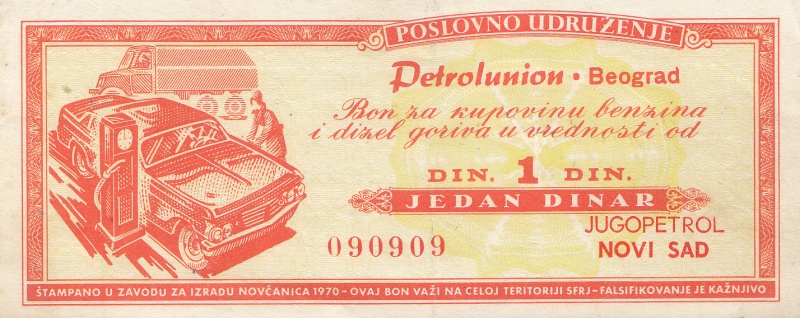 POSLOVNO UDRUŽENJE
Petrolunion • Beograd
Bon za kupovinu benzina
i dizel goriva u vrednosti od
DIN. 1 DIN.
JEDAN DINAR
JUGOPETROL
NOVI SAD
090909
ŠTAMPANO U ZAVODU ZA IZRADU NOVČANICA 1970 – OVAJ BON VAŽI NA CELOJ TERITORIJI SFRJ – FALSIFIKOVANJE JE KAŽNJIVO